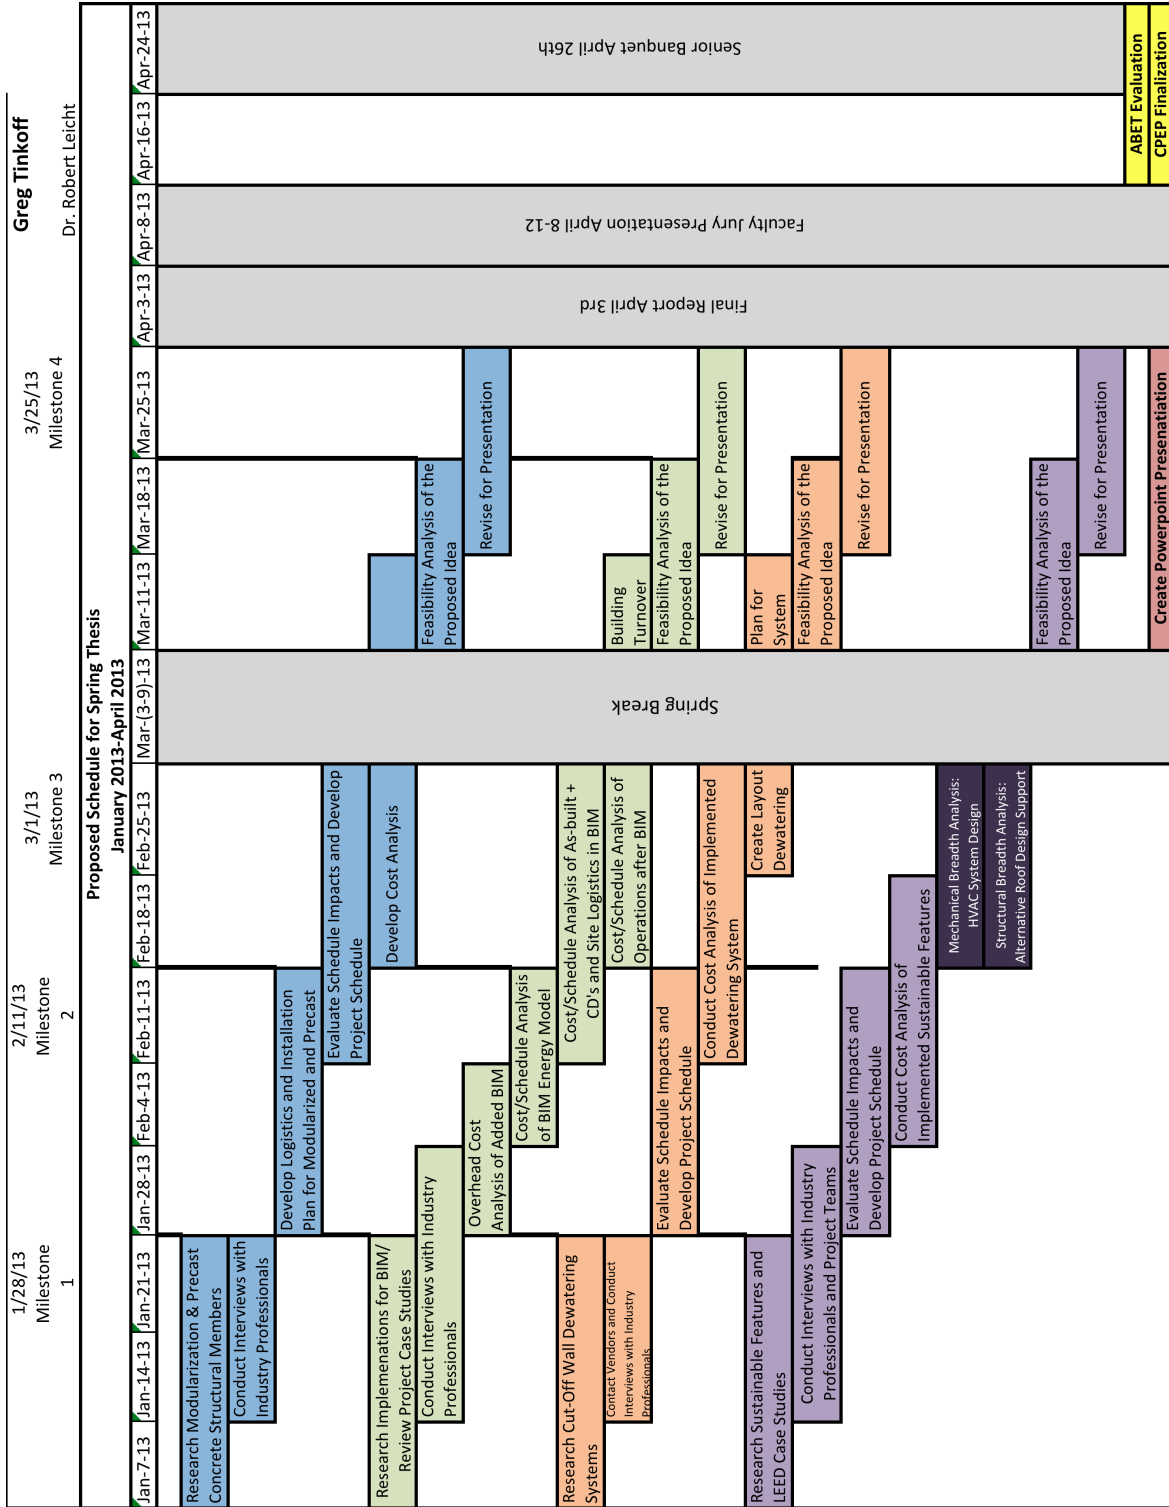 1/28/13
2/11/13
3/1/13
3/25/13
Greg Tinkoff
Milestone
Milestone
Milestone 3
Milestone 4
1
2
Dr. Robert Leicht
Proposed Schedule for Spring Thesis
January 2013-April 2013
Jan-7-13
Jan-14-13
Jan-21-13
Jan-28-13
Feb-4-13
Feb-11-13
Feb-18-13
Feb-25-13
Mar-(3-9)-13
Mar-11-13
Mar-18-13
Mar-25-13
Apr-3-13
Apr-8-13
Apr-16-13
Apr-24-13
Research Modularization & Precast
Concrete Structural Members
Conduct Interviews with
Industry Professionals
Develop Logistics and Installation
Plan for Modularized and Precast
Evaluate Schedule Impacts and Develop
Project Schedule
Develop Cost Analysis
Feasibility Analysis of the
Proposed Idea
Revise for Presentation
Research Implemenations for BIM/
Review Project Case Studies
Conduct Interviews with Industry
Professionals
Overhead Cost
Analysis of Added BIM
Cost/Schedule Analysis
of BIM Energy Model
Cost/Schedule Analysis of As-built +
CD's and Site Logistics in BIM
Cost/Schedule Analysis of
Operations after BIM
Building
Turnover
Feasibility Analysis of the
Proposed Idea
Revise for Presentation
Research Cut-Off Wall Dewatering
Systems
Contact Vendors and Conduct
Interviews with Industry
Professionals
Evaluate Schedule Impacts and
Develop Project Schedule
Conduct Cost Analysis of Implemented
Dewatering System
Create Layout
Dewatering
Plan for
System
Feasibility Analysis of the
Proposed Idea
Revise for Presentation
Research Sustainable Features and
LEED Case Studies
Conduct Interviews with Industry
Professionals and Project Teams
Evaluate Schedule Impacts and
Develop Project Schedule
Conduct Cost Analysis of
Implemented Sustainable Features
Mechanical Breadth Analysis:
HVAC System Design
Structural Breadth Analysis:
Alternative Roof Design Support
Feasibility Analysis of the
Proposed Idea
Revise for Presentation
Spring Break
Final Report April 3rd
Faculty Jury Presentation April 8-12
Senior Banquet April 26th
ABET Evaluation
CPEP Finalization
Create Powerpoint Presenatiation